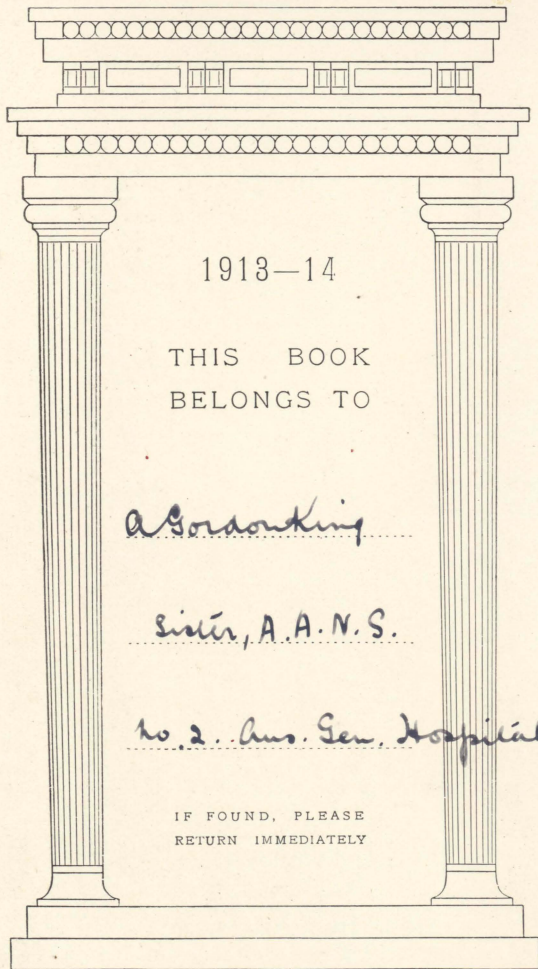 1913—14
THIS BOOK
BELONGS TO
A Gordon King
Sister, A.A.N.S.
No. 2. Aus. Gen. Hospital
IF FOUND, PLEASE
RETURN IMMEDIATELY